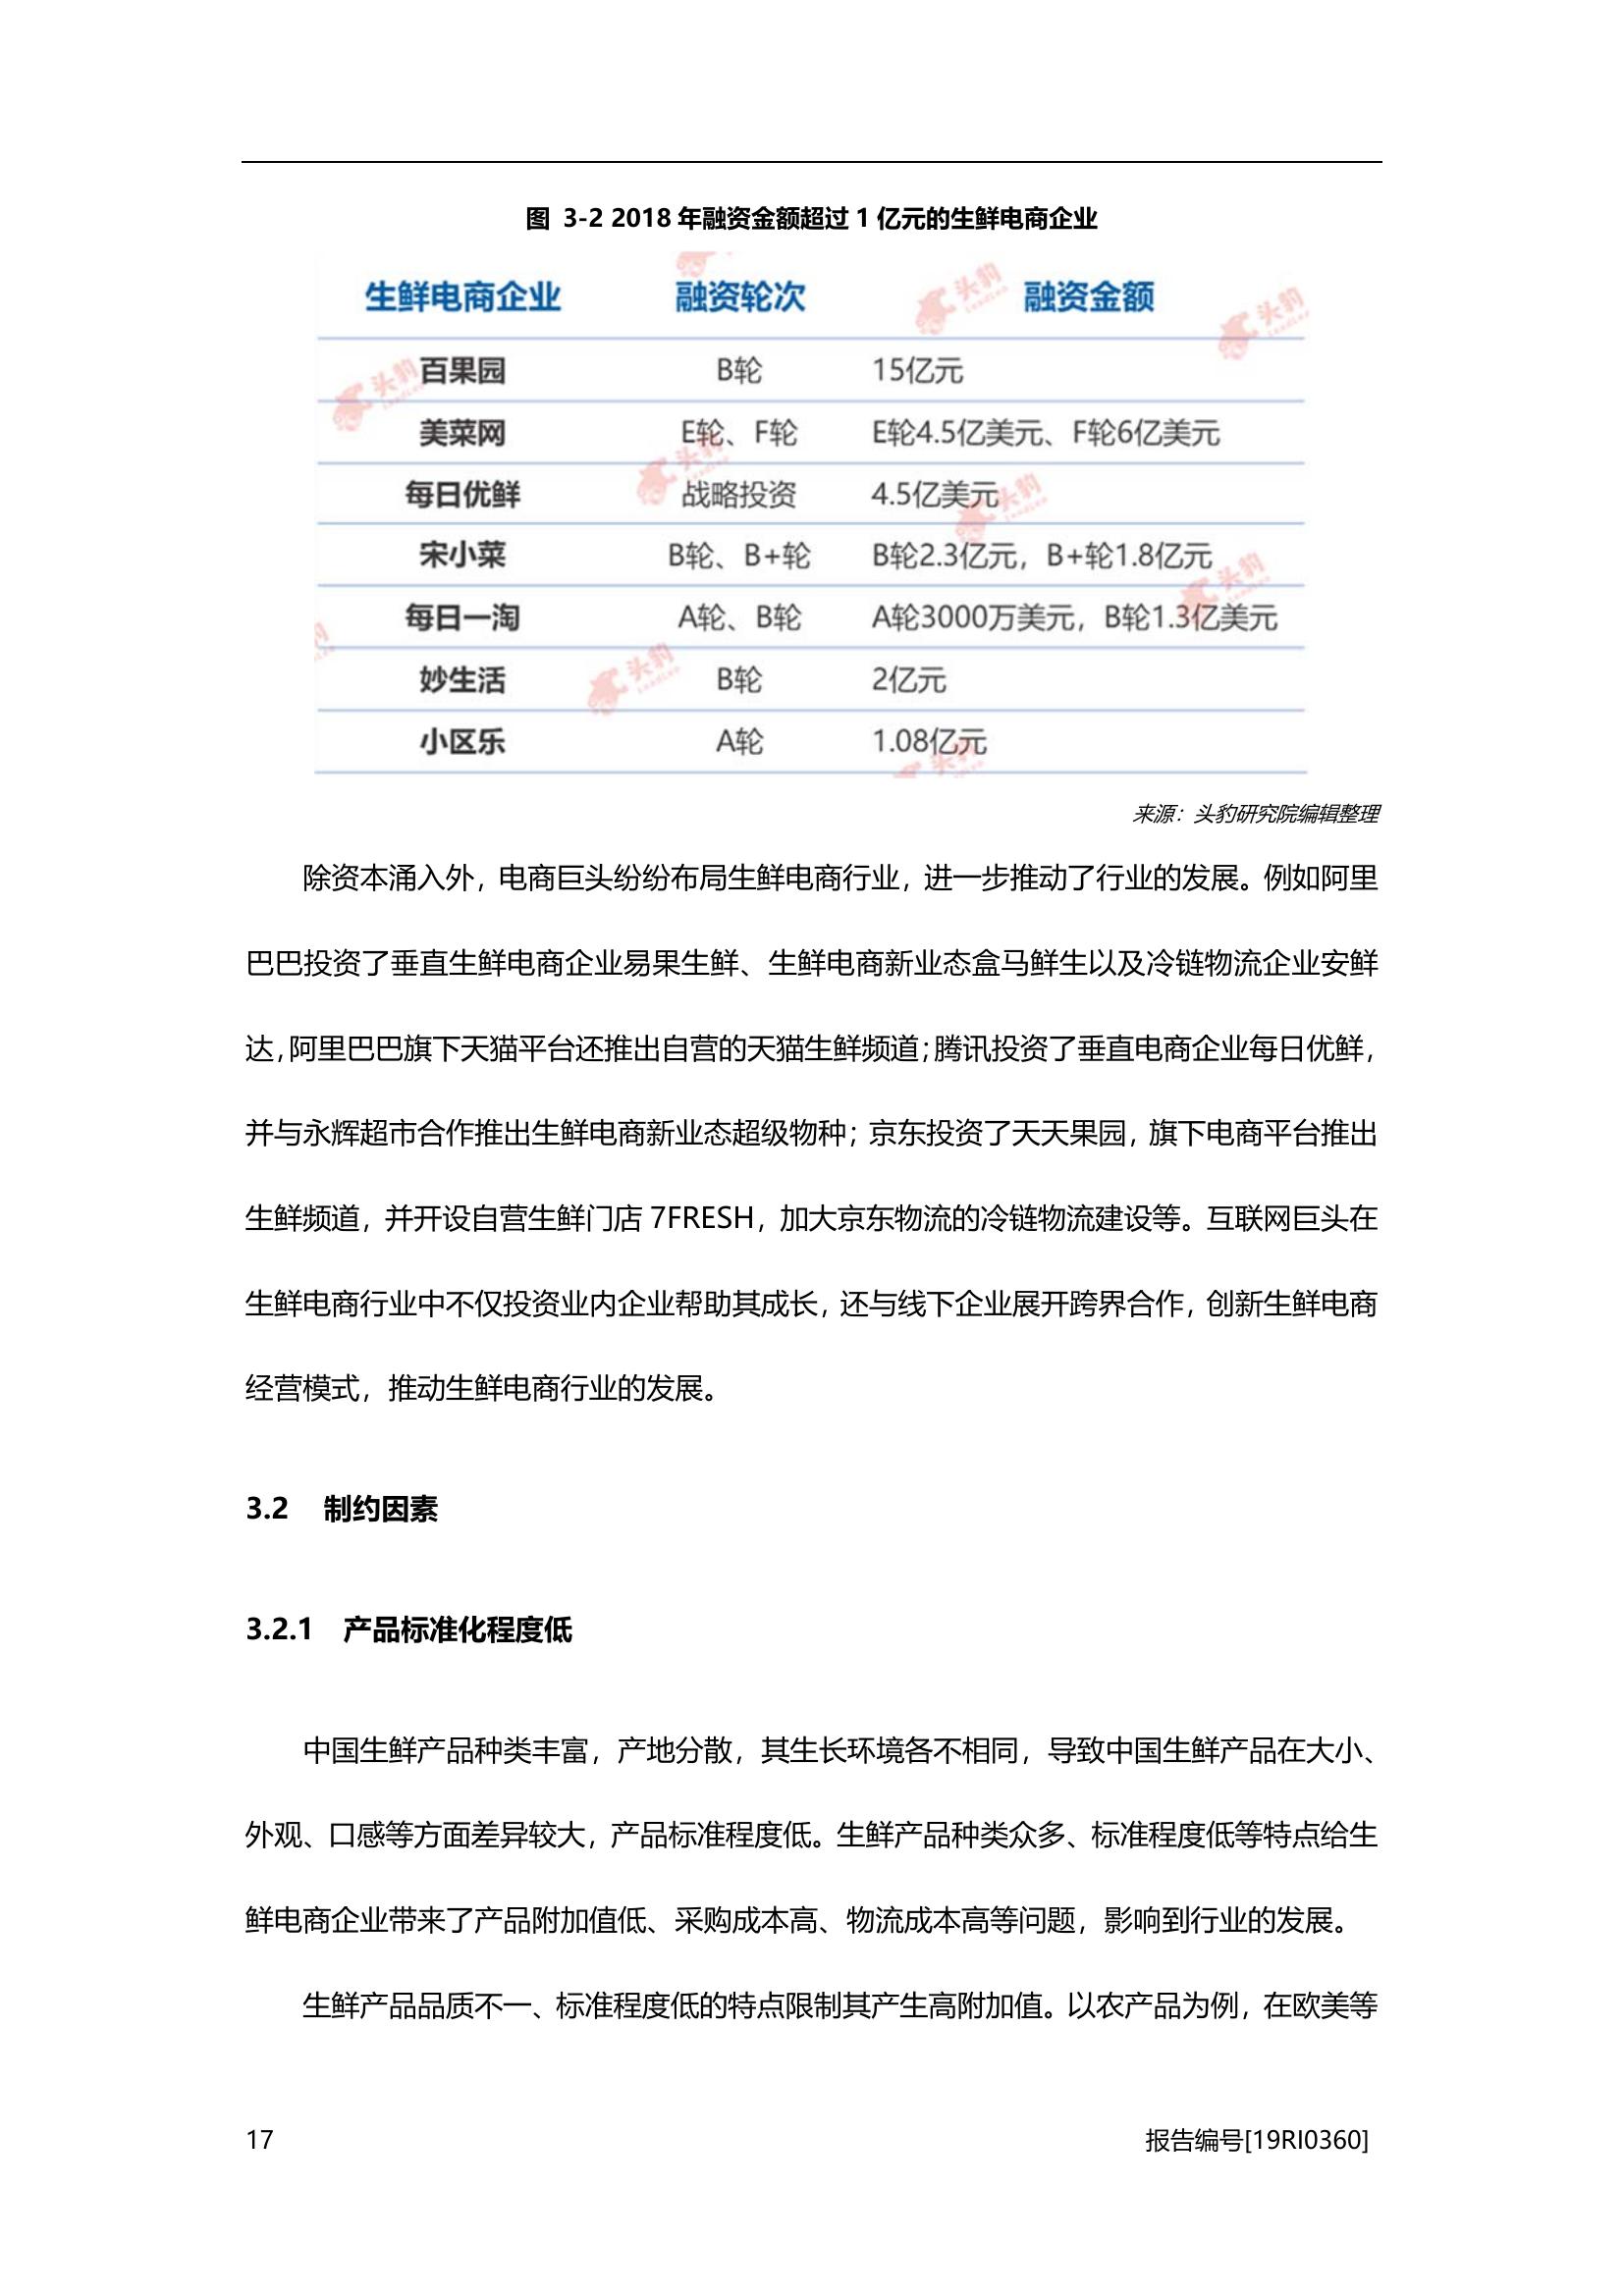 图 3-2 2018 年融资金额超过 1 亿元的生鲜电商企业
生鲜电商企业 融资轮次 融资金额
百果园 B轮 15亿元
美菜网 E轮、F轮 E轮4.5亿美元、F轮6亿美元
每日优鲜 战略投资 4.5亿美元
宋小菜 B轮、B+轮 B轮2.3亿元，B+轮1.8亿元
每日一淘 A轮、B轮 A轮3000万美元，B轮1.3亿美元
妙生活 B轮 2亿元
小区乐 A轮 1.08亿元
来源：头豹研究院编辑整理
除资本涌入外，电商巨头纷纷布局生鲜电商行业，进一步推动了行业的发展。例如阿里
巴巴投资了垂直生鲜电商企业易果生鲜、生鲜电商新业态盒马鲜生以及冷链物流企业安鲜
达，阿里巴巴旗下天猫平台还推出自营的天猫生鲜频道；腾讯投资了垂直电商企业每日优鲜，
并与永辉超市合作推出生鲜电商新业态超级物种；京东投资了天天果园，旗下电商平台推出
生鲜频道，并开设自营生鲜门店 7FRESH，加大京东物流的冷链物流建设等。互联网巨头在
生鲜电商行业中不仅投资业内企业帮助其成长，还与线下企业展开跨界合作，创新生鲜电商
经营模式，推动生鲜电商行业的发展。
3.2 制约因素
3.2.1 产品标准化程度低
中国生鲜产品种类丰富，产地分散，其生长环境各不相同，导致中国生鲜产品在大小、
外观、口感等方面差异较大，产品标准程度低。生鲜产品种类众多、标准程度低等特点给生
鲜电商企业带来了产品附加值低、采购成本高、物流成本高等问题，影响到行业的发展。
生鲜产品品质不一、标准程度低的特点限制其产生高附加值。以农产品为例，在欧美等
17 报告编号[19RI0360]